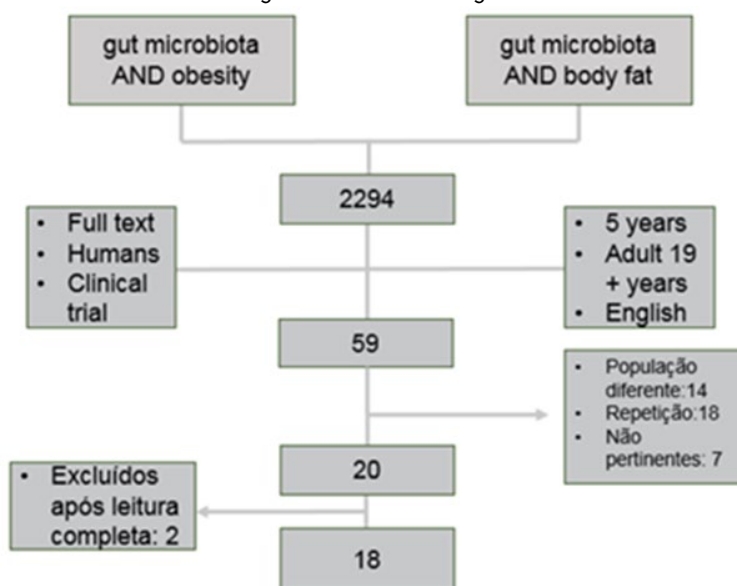 gut microbiota
AND obesity
gut microbiota
AND body fat
2294
• Full text
• Humans
• Clinical
trial
• 5 years
• Adult 19
+ years
• English
59
• População
diferente:14
• Repetição:18
• Não
pertinentes: 7
20
• Excluídos
após leitura
completa: 2
18